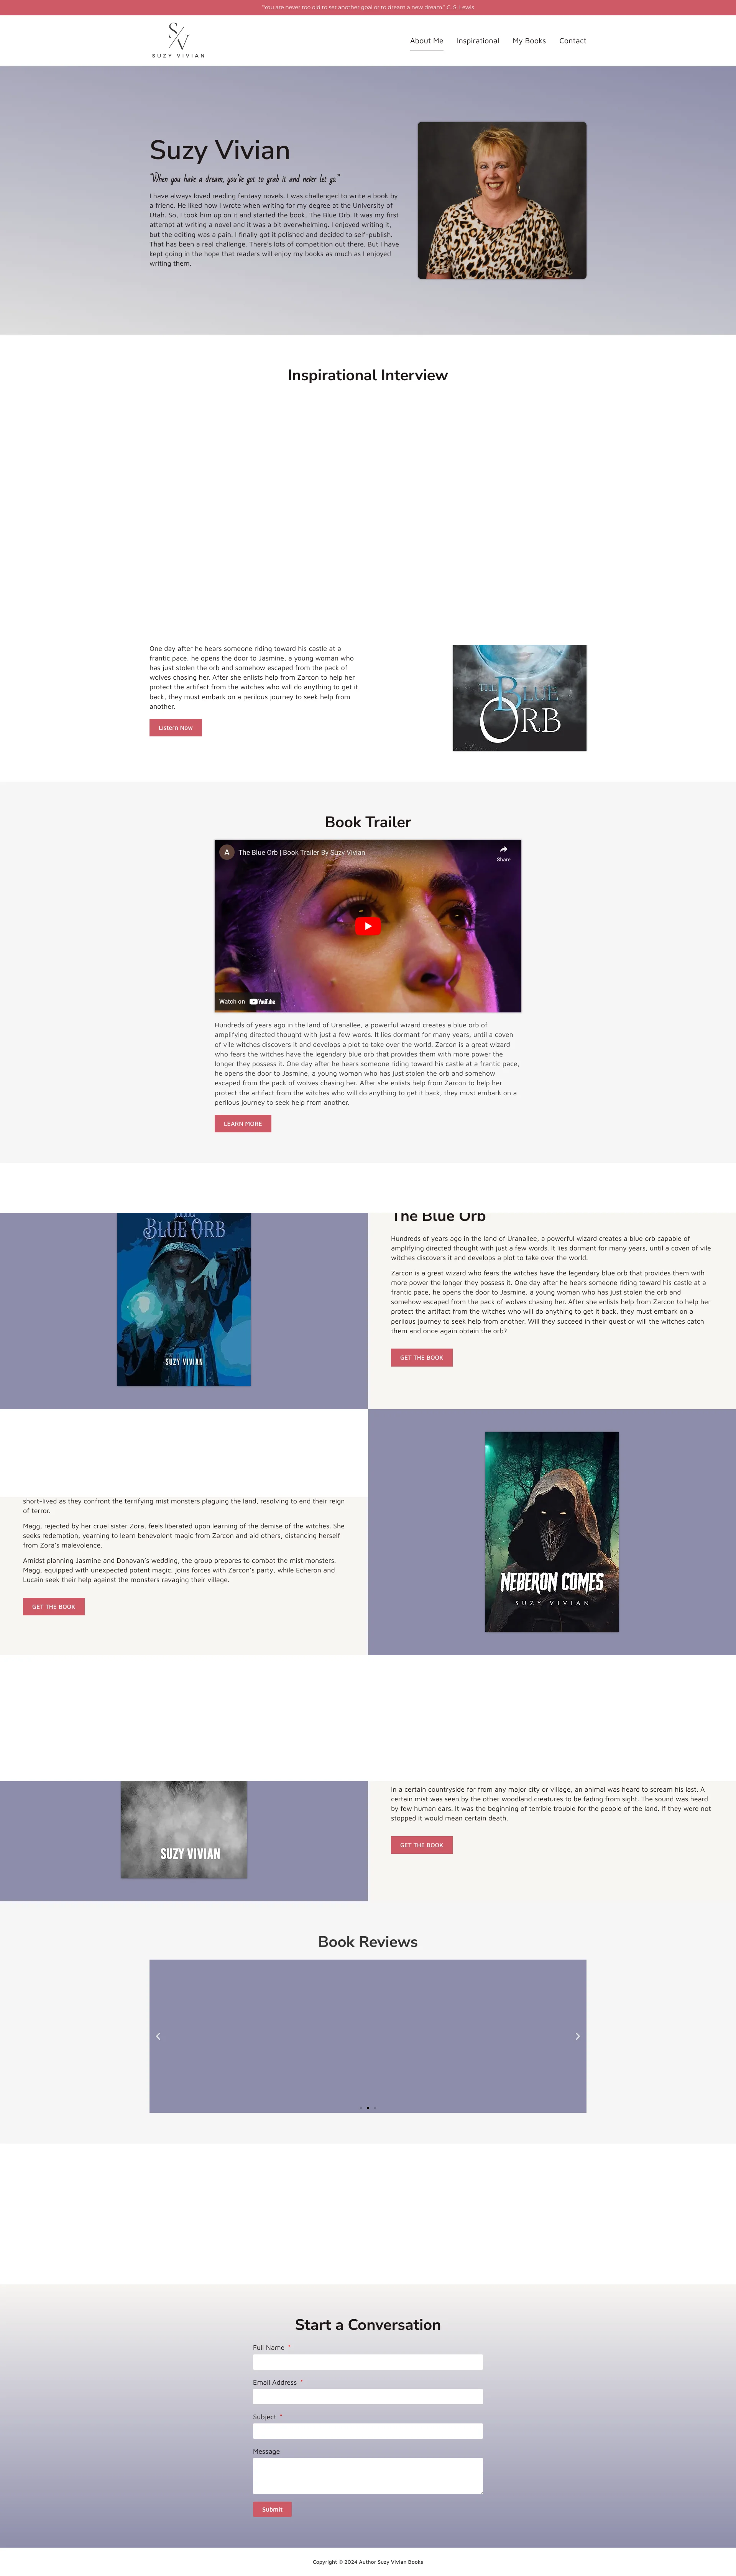 "You are never too old to set another goal or to dream a new dream." C. S. Lewis
SV
SUZY VIVIAN
About Me
Inspirational
My Books
Contact
Suzy Vivian
"When you have a dream, you've got to grab it and never let go."
I have always loved reading fantasy novels. I was challenged to write a book by
a friend. He liked how I wrote when writing for my degree at the University of
Utah. So, I took him up on it and started the book, The Blue Orb. It was my first
attempt at writing a novel and it was a bit overwhelming. I enjoyed writing it,
but the editing was a pain. I finally got it polished and decided to self-publish.
That has been a real challenge. There's lots of competition out there. But I have
kept going in the hope that readers will enjoy my books as much as I enjoyed
writing them.
Inspirational Interview
One day after he hears someone riding toward his castle at a
frantic pace, he opens the door to Jasmine, a young woman who
has just stolen the orb and somehow escaped from the pack of
wolves chasing her. After she enlists help from Zarcon to help her
protect the artifact from the witches who will do anything to get it
back, they must embark on a perilous journey to seek help from
another.
Listern Now
THE
BLUE
ORB
Book Trailer
A
The Blue Orb | Book Trailer By Suzy Vivian
Share
Watch on YouTube
Hundreds of years ago in the land of Uranallee, a powerful wizard creates a blue orb of
amplifying directed thought with just a few words. It lies dormant for many years, until a coven
of vile witches discovers it and develops a plot to take over the world. Zarcon is a great wizard
who fears the witches have the legendary blue orb that provides them with more power the
longer they possess it. One day after he hears someone riding toward his castle at a frantic pace,
he opens the door to Jasmine, a young woman who has just stolen the orb and somehow
escaped from the pack of wolves chasing her. After she enlists help from Zarcon to help her
protect the artifact from the witches who will do anything to get it back, they must embark on a
perilous journey to seek help from another.
LEARN MORE
THE
BLUE ORB
SUZY VIVIAN
The Blue Orb
Hundreds of years ago in the land of Uranallee, a powerful wizard creates a blue orb capable of
amplifying directed thought with just a few words. It lies dormant for many years, until a coven of vile
witches discovers it and develops a plot to take over the world.
Zarcon is a great wizard who fears the witches have the legendary blue orb that provides them with
more power the longer they possess it. One day after he hears someone riding toward his castle at a
frantic pace, he opens the door to Jasmine, a young woman who has just stolen the orb and
somehow escaped from the pack of wolves chasing her. After she enlists help from Zarcon to help her
protect the artifact from the witches who will do anything to get it back, they must embark on a
perilous journey to seek help from another. Will they succeed in their quest or will the witches catch
them and once again obtain the orb?
GET THE BOOK
short-lived as they confront the terrifying mist monsters plaguing the land, resolving to end their reign
of terror.
Magg, rejected by her cruel sister Zora, feels liberated upon learning of the demise of the witches. She
seeks redemption, yearning to learn benevolent magic from Zarcon and aid others, distancing herself
from Zora's malevolence.
Amidst planning Jasmine and Donavan's wedding, the group prepares to combat the mist monsters.
Magg, equipped with unexpected potent magic, joins forces with Zarcon's party, while Echeron and
Lucain seek their help against the monsters ravaging their village.
GET THE BOOK
NEBERON COMES
SUZY VIVIAN
SUZY VIVIAN
In a certain countryside far from any major city or village, an animal was heard to scream his last. A
certain mist was seen by the other woodland creatures to be fading from sight. The sound was heard
by few human ears. It was the beginning of terrible trouble for the people of the land. If they were not
stopped it would mean certain death.
GET THE BOOK
Book Reviews
Start a Conversation
Full Name *
Email Address *
Subject *
Message
Submit
Copyright © 2024 Author Suzy Vivian Books